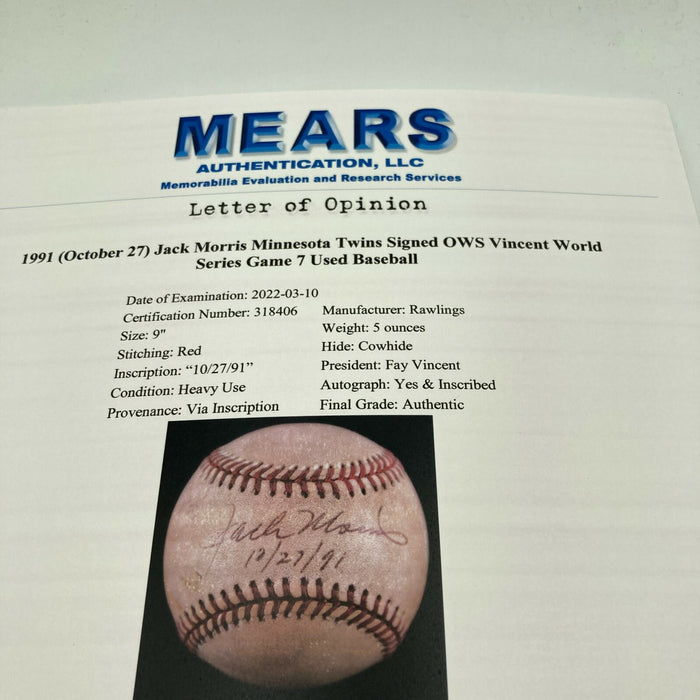 MEARS
AUTHENTICATION, LLC
Memorabilia Evaluation and Research Services
Letter of Opinion
1991 (October 27) Jack Morris Minnesota Twins Signed OWS Vincent World
Series Game 7 Used Baseball
Date of Examination: 2022-03-10
Certification Number: 318406
Size: 9"
Stitching: Red
Inscription: “10/27/91”
Condition: Heavy Use
Provenance: Via Inscription
Manufacturer: Rawlings
Weight: 5 ounces
Hide: Cowhide
President: Fay Vincent
Autograph: Yes & Inscribed
Final Grade: Authentic
Jack Morris
10/27/91